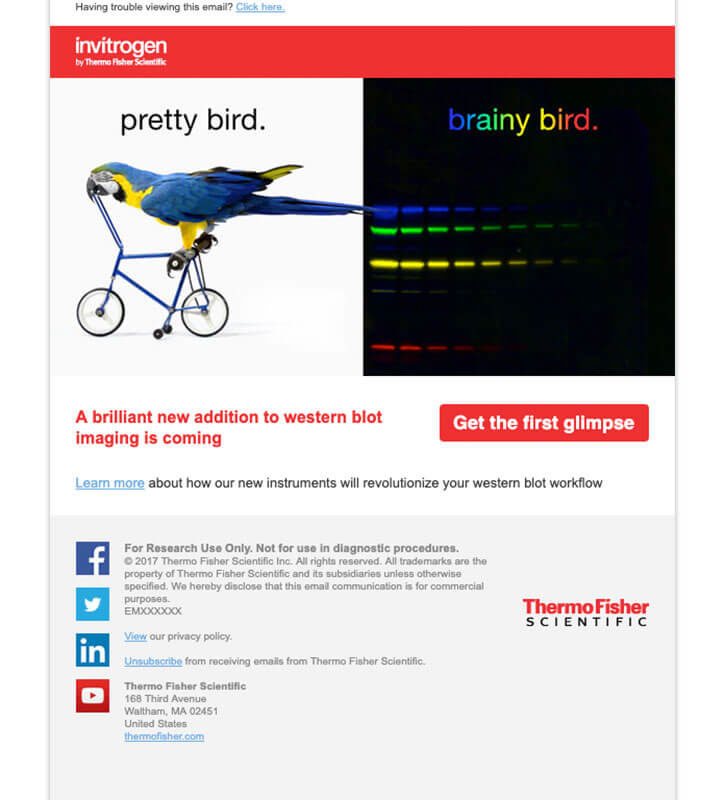 Having trouble viewing this email? Click here.
invitrogen
by Thermo Fisher Scientific
pretty bird.
brainy bird.
A brilliant new addition to western blot
imaging is coming
Get the first glimpse
Learn more about how our new instruments will revolutionize your western blot workflow
For Research Use Only. Not for use in diagnostic procedures.
© 2017 Thermo Fisher Scientific Inc. All rights reserved. All trademarks are the
property of Thermo Fisher Scientific and its subsidiaries unless otherwise
specified. We hereby disclose that this email communication is for commercial
purposes.
EMXXXXXX
View our privacy policy.
Unsubscribe from receiving emails from Thermo Fisher Scientific.
Thermo Fisher Scientific
168 Third Avenue
Waltham, MA 02451
United States
thermofisher.com
ThermoFisher
SCIENTIFIC
f
in